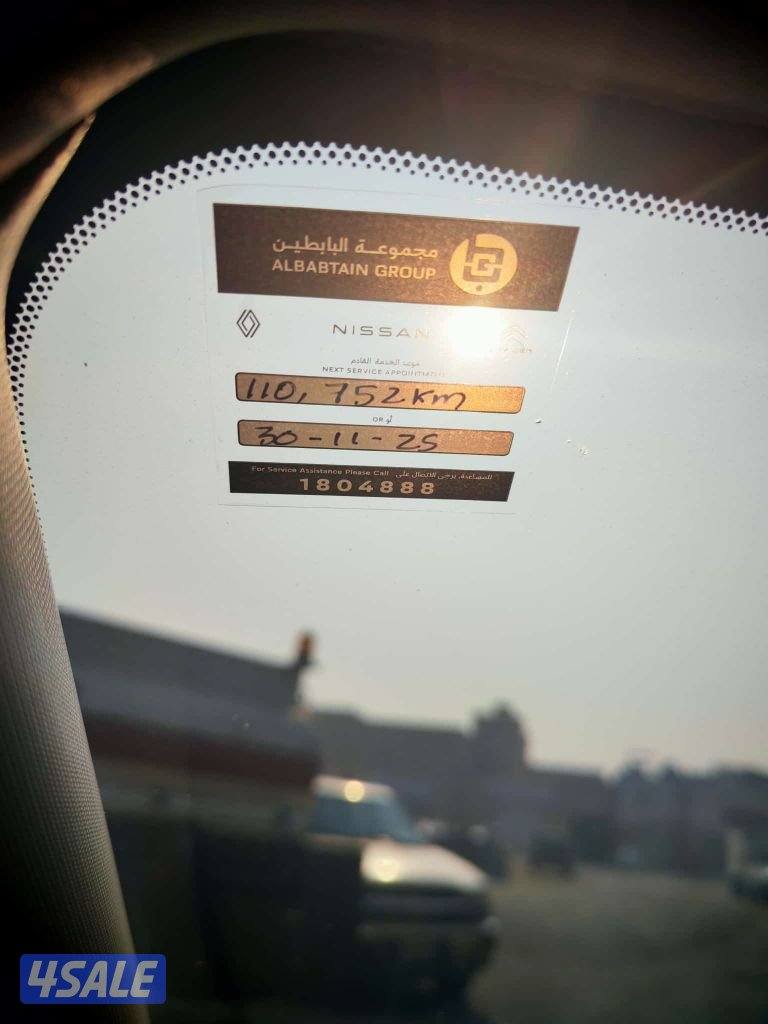 مجموعة البابطين
ALBABTAIN GROUP
NISSAN
موعد الخدمة القادم
NEXT SERVICE APPOINTMENT
110,752km
OR أو
30-11-25
For Service Assistance Please Call للمساعدة، يرجى الاتصال على
1804888
4SALE